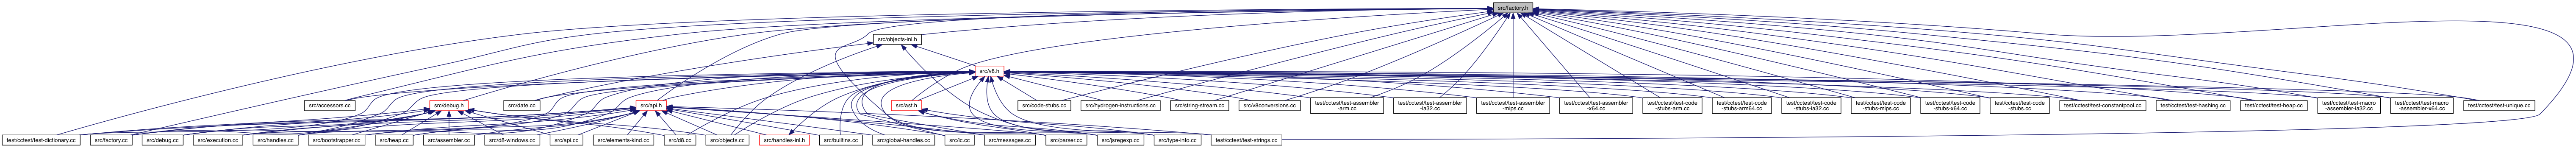 src/factory.h
src/objects-inl.h
src/v8.h
src/accessors.cc
src/debug.h
src/date.cc
src/api.h
src/ast.h
src/code-stubs.cc
src/hydrogen-instructions.cc
src/string-stream.cc
src/v8conversions.cc
test/cctest/test-assembler
-arm.cc
test/cctest/test-assembler
-ia32.cc
test/cctest/test-assembler
-mips.cc
test/cctest/test-assembler
-x64.cc
test/cctest/test-code
-stubs-arm.cc
test/cctest/test-code
-stubs-arm64.cc
test/cctest/test-code
-stubs-ia32.cc
test/cctest/test-code
-stubs-mips.cc
test/cctest/test-code
-stubs-x64.cc
test/cctest/test-code
-stubs.cc
test/cctest/test-constantpool.cc
test/cctest/test-hashing.cc
test/cctest/test-heap.cc
test/cctest/test-macro
-assembler-ia32.cc
test/cctest/test-macro
-assembler-x64.cc
test/cctest/test-unique.cc
test/cctest/test-dictionary.cc
src/factory.cc
src/debug.cc
src/execution.cc
src/handles.cc
src/bootstrapper.cc
src/heap.cc
src/assembler.cc
src/d8-windows.cc
src/api.cc
src/elements-kind.cc
src/d8.cc
src/objects.cc
src/handles-inl.h
src/builtins.cc
src/global-handles.cc
src/ic.cc
src/messages.cc
src/parser.cc
src/jsregexp.cc
src/type-info.cc
test/cctest/test-strings.cc